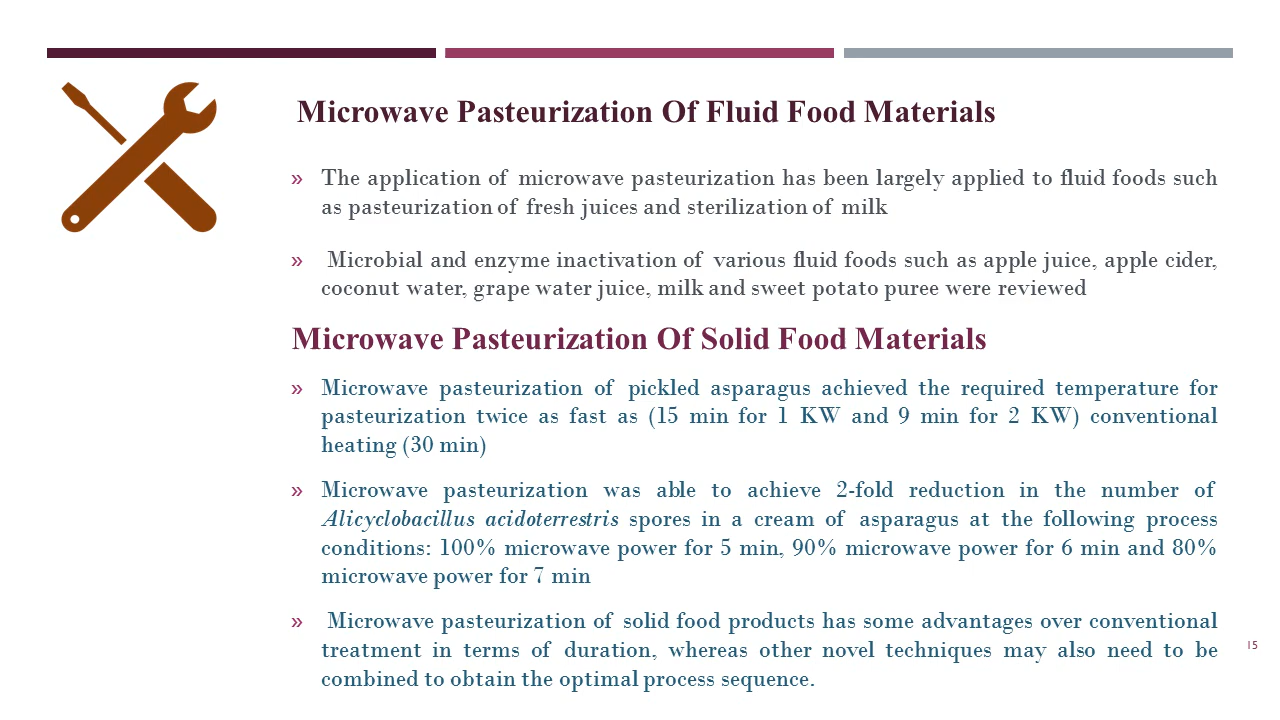 Microwave Pasteurization Of Fluid Food Materials
» The application of microwave pasteurization has been largely applied to fluid foods such
as pasteurization of fresh juices and sterilization of milk
» Microbial and enzyme inactivation of various fluid foods such as apple juice, apple cider,
coconut water, grape water juice, milk and sweet potato puree were reviewed
Microwave Pasteurization Of Solid Food Materials
» Microwave pasteurization of pickled asparagus achieved the required temperature for
pasteurization twice as fast as (15 min for 1 KW and 9 min for 2 KW) conventional
heating (30 min)
» Microwave pasteurization was able to achieve 2-fold reduction in the number of
Alicyclobacillus acidoterrestris spores in a cream of asparagus at the following process
conditions: 100% microwave power for 5 min, 90% microwave power for 6 min and 80%
microwave power for 7 min
» Microwave pasteurization of solid food products has some advantages over conventional
treatment in terms of duration, whereas other novel techniques may also need to be
combined to obtain the optimal process sequence.
15